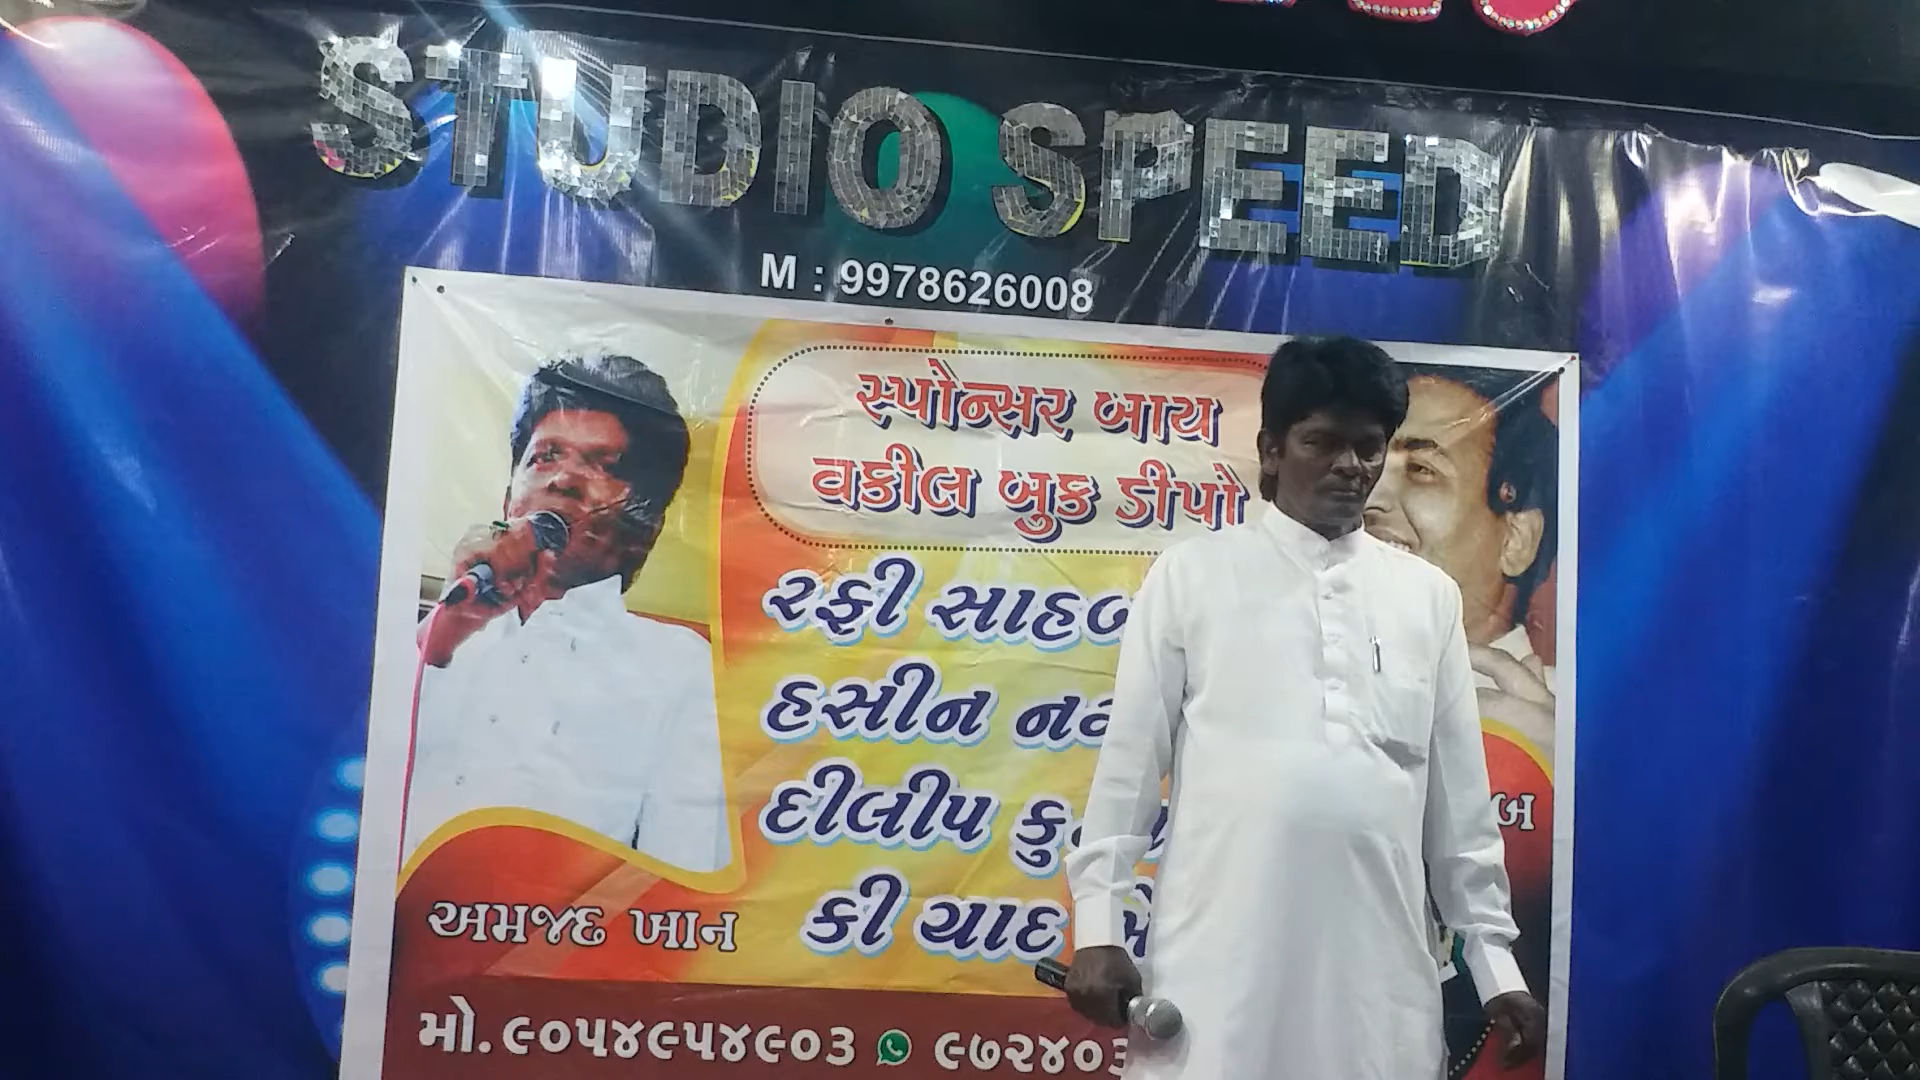 STUDIO SPEED
M : 9978626008
સ્પોન્સર બાય
વકીલ બુક ડીપો
રફી સાહબ
હસીન
દીલીપ
કી યાદ મે
અમજદ ખાન
મો. ૯૦૫૪૯૫૪૯૦૩